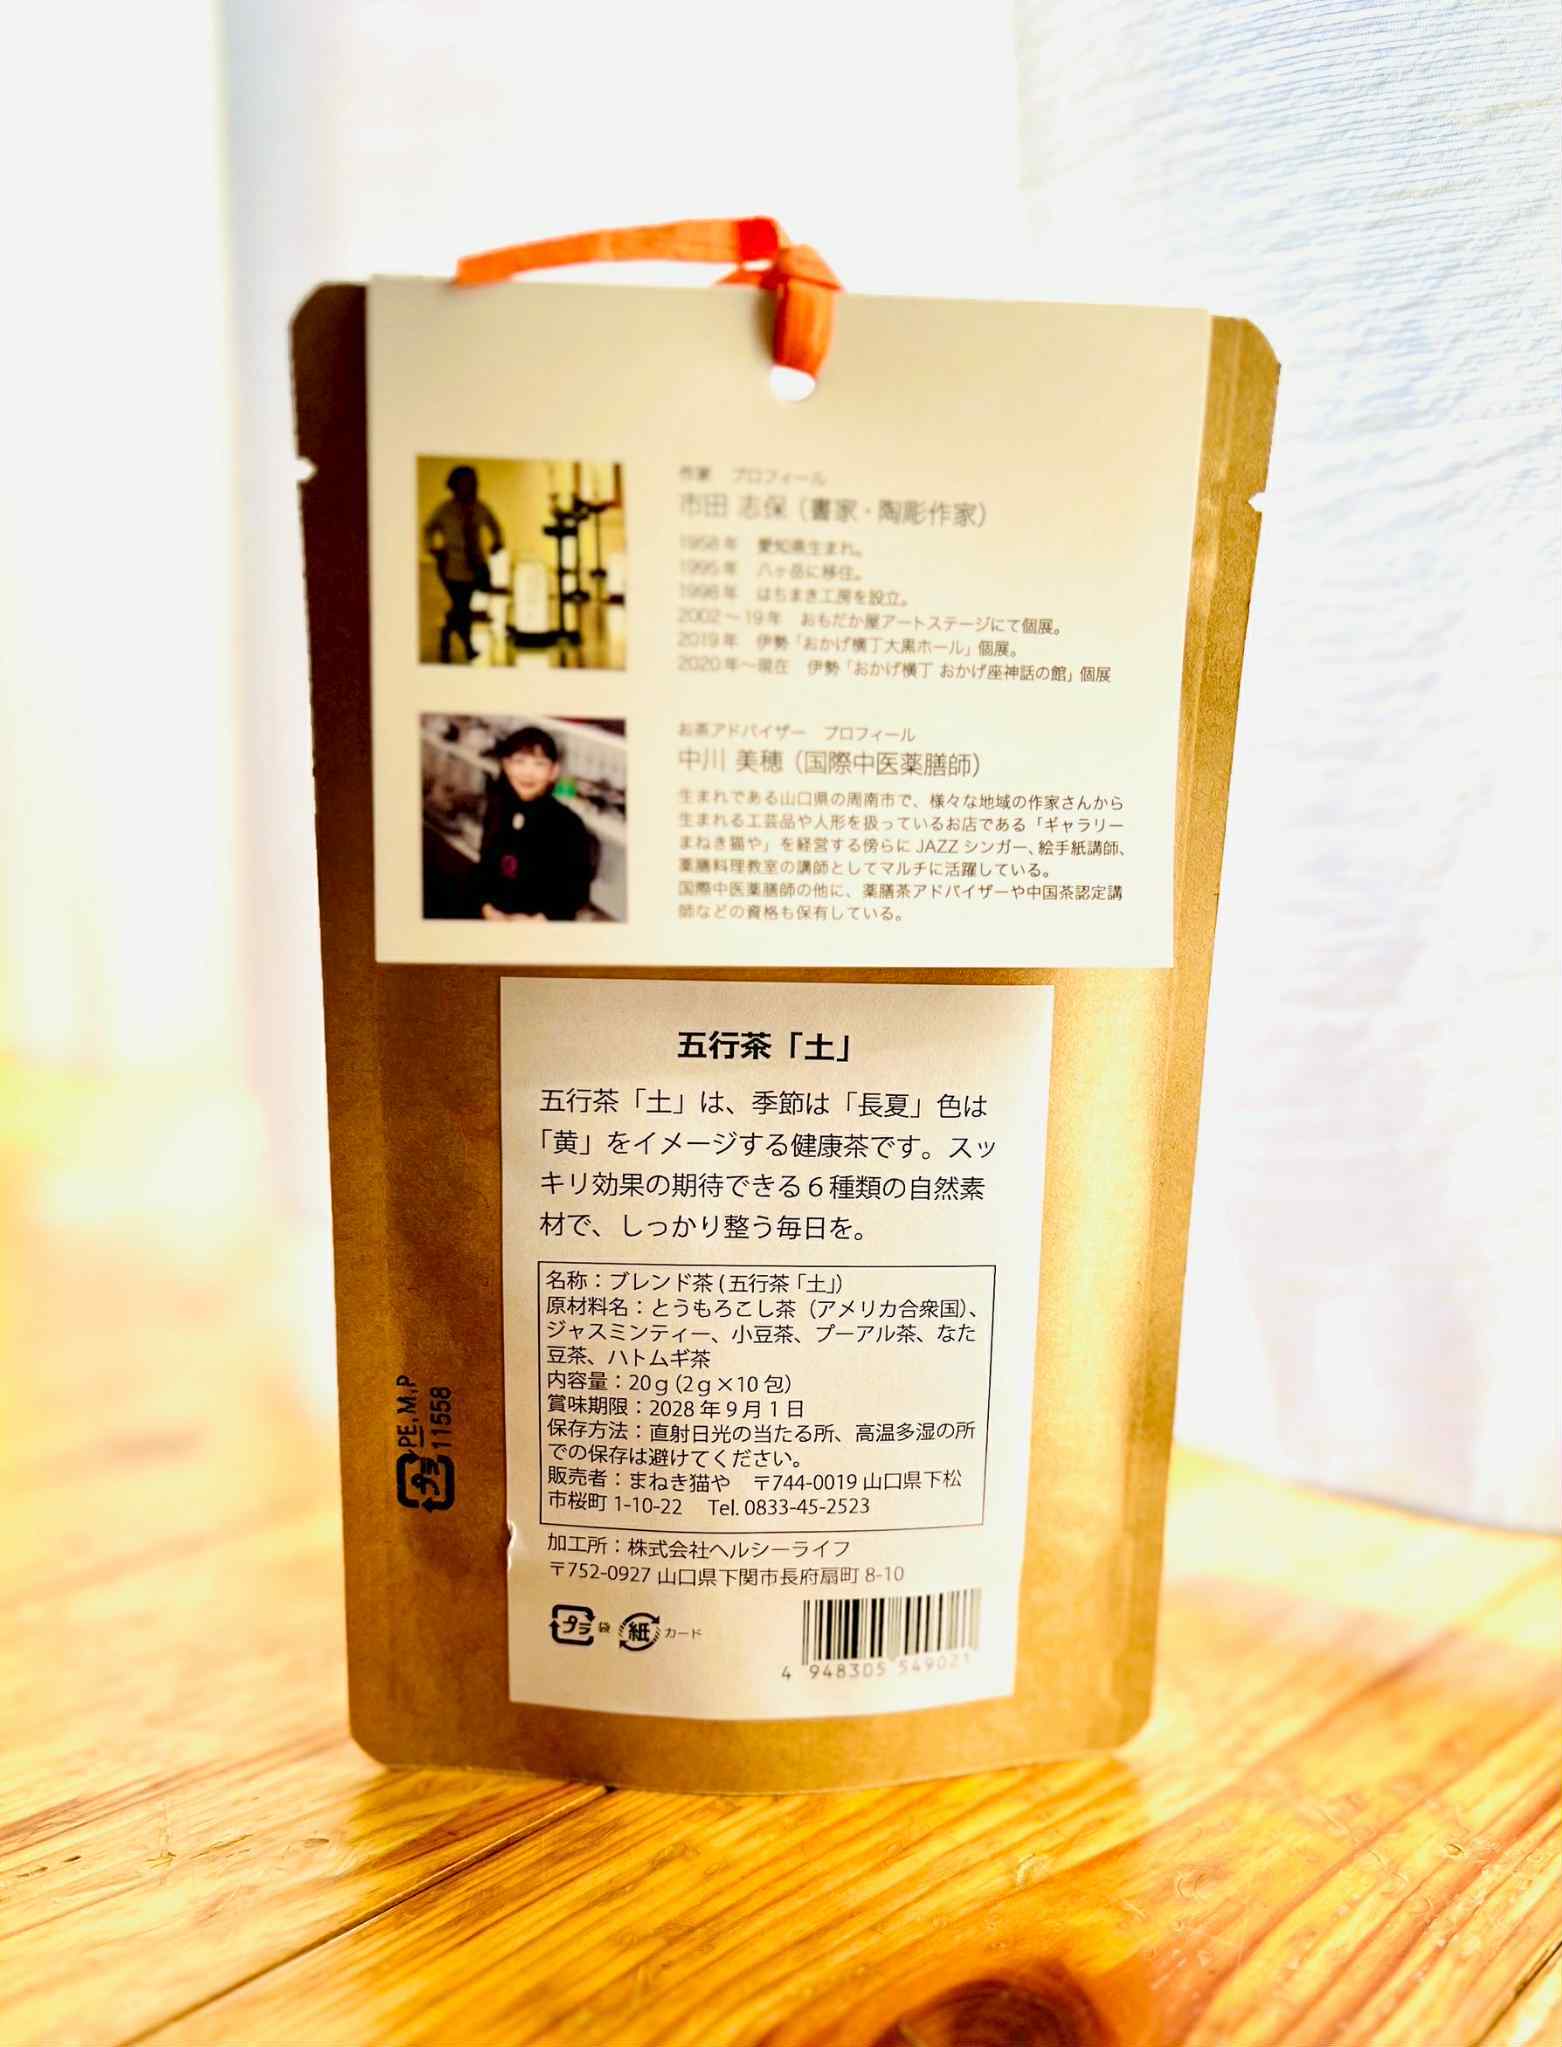 作家 プロフィール
市田 志保（書家・陶彫作家）
1958年 愛知県生まれ。
1995年 八ヶ岳に移住。
1998年 はちまき工房を設立。
2002〜19年 おもだか屋アートステージにて個展。
2019年 伊勢「おかげ横丁大黒ホール」個展。
2020年〜現在 伊勢「おかげ横丁 おかげ座神話の館」個展
お茶アドバイザー プロフィール
中川 美穂（国際中医薬膳師）
生まれである山口県の周南市で、様々な地域の作家さんから
生まれる工芸品や人形を扱っているお店である「ギャラリー
まねき猫や」を経営する傍らに JAZZ シンガー、絵手紙講師、
薬膳料理教室の講師としてマルチに活躍している。
国際中医薬膳師の他に、薬膳茶アドバイザーや中国茶認定講
師などの資格も保有している。
五行茶「土」
五行茶「土」は、季節は「長夏」色は
「黄」をイメージする健康茶です。スッ
キリ効果の期待できる６種類の自然素
材で、しっかり整う毎日を。
名称：ブレンド茶 ( 五行茶「土」)
原材料名：とうもろこし茶（アメリカ合衆国）、
ジャスミンティー、小豆茶、プーアル茶、なた
豆茶、ハトムギ茶
内容量：20ｇ(2ｇ×10 包)
賞味期限：2028 年 9 月 1 日
保存方法：直射日光の当たる所、高温多湿の所
での保存は避けてください。
販売者：まねき猫や 〒744-0019 山口県下松
市桜町 1-10-22 Tel. 0833-45-2523
加工所：株式会社ヘルシーライフ
〒752-0927 山口県下関市長府扇町 8-10
プラ 袋 紙 カード
4 948305 549021
プラ PE, M, P
11558